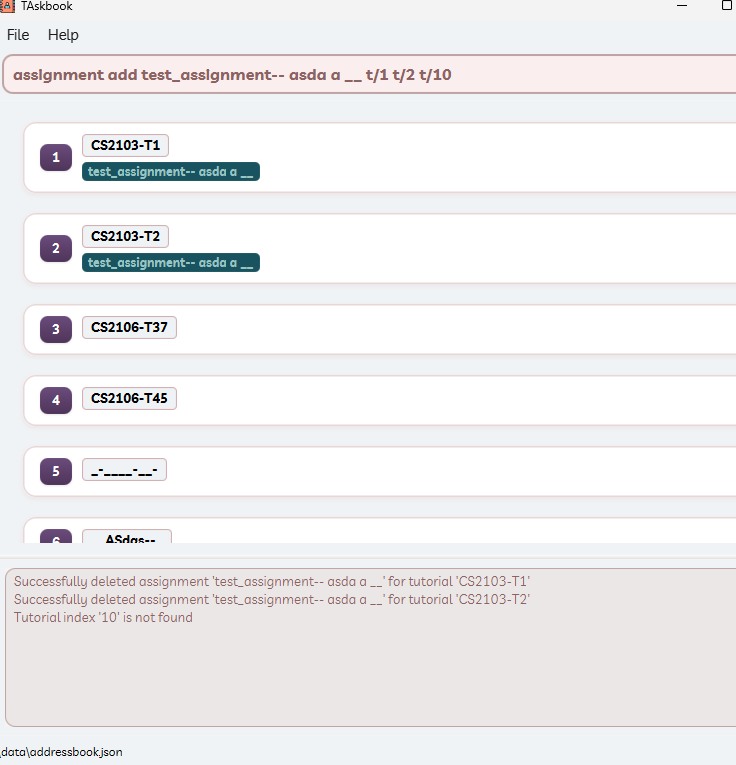 TAskbook
File Help
assignment add test_assignment-- asda a __ t/1 t/2 t/10
1 CS2103-T1
test_assignment-- asda a __
2 CS2103-T2
test_assignment-- asda a __
3 CS2106-T37
4 CS2106-T45
5 _-____-__-
6 ASdas--
Successfully deleted assignment 'test_assignment-- asda a __' for tutorial 'CS2103-T1'
Successfully deleted assignment 'test_assignment-- asda a __' for tutorial 'CS2103-T2'
Tutorial index '10' is not found
\data\addressbook.json